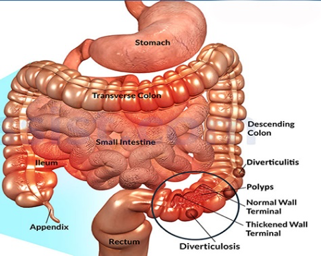 Stomach
Transverse Colon
Small Intestine
Descending
Colon
Ileum
Diverticulitis
Polyps
Normal Wall
Terminal
Appendix
Thickened Wall
Terminal
Rectum
Diverticulosis